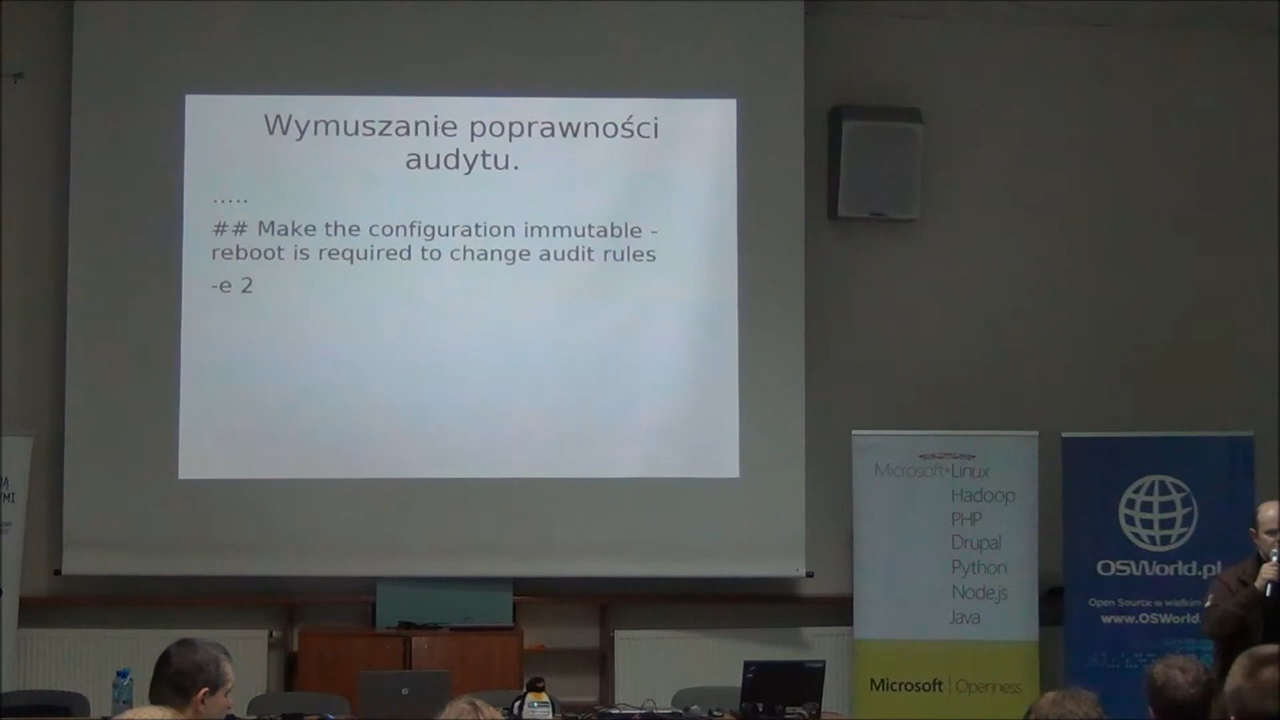 Wymuszanie poprawności
audytu.
.....
## Make the configuration immutable -
reboot is required to change audit rules
-e 2
Microsoft+Linux
Hadoop
PHP
Drupal
Python
Node.js
Java
Microsoft | Openness
OSWorld.pl
Open Source w wielkim
www.OSWorld.